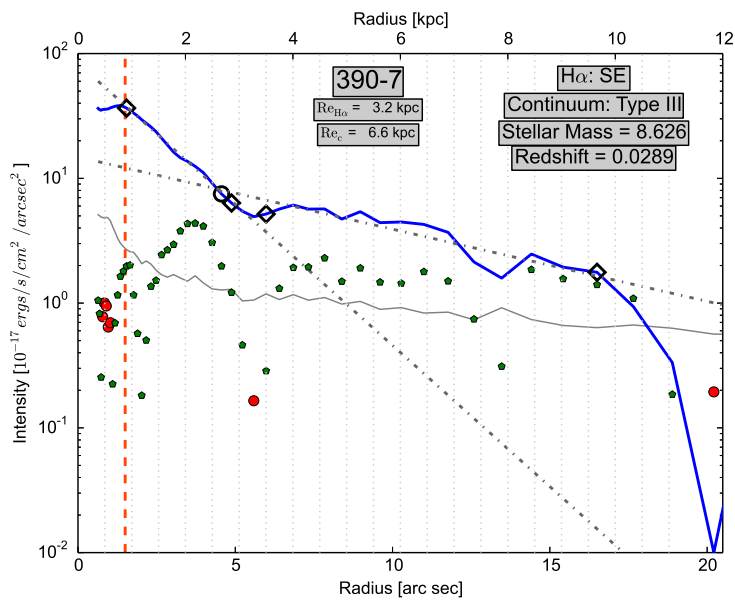 Radius [kpc]
0 2 4 6 8 10 12
390-7
Re_{Hα} = 3.2 kpc
Re_c = 6.6 kpc
Hα: SE
Continuum: Type III
Stellar Mass = 8.626
Redshift = 0.0289
Intensity [10^{-17} ergs/s/cm^2 /arcsec^2 ]
10^2
10^1
10^0
10^{-1}
10^{-2}
0 5 10 15 20
Radius [arc sec]